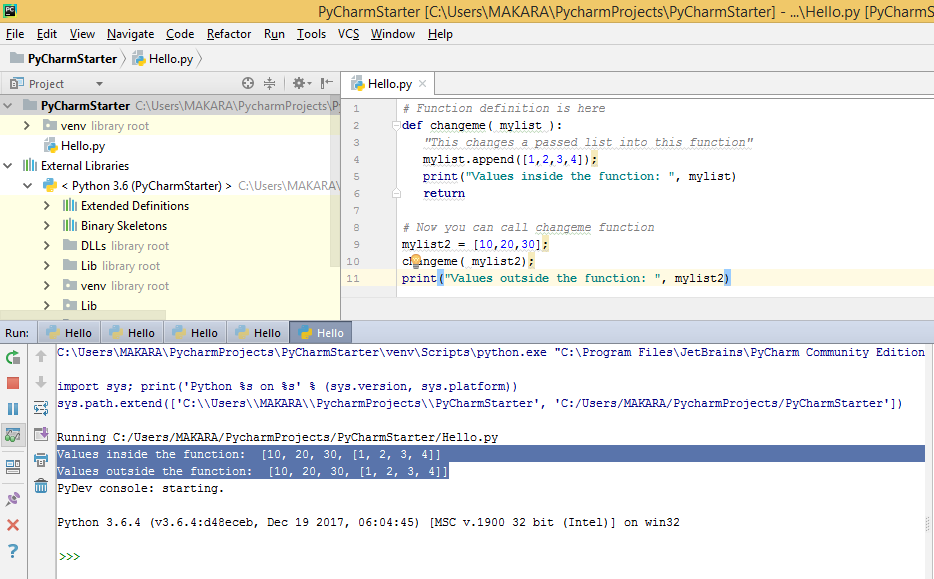 PyCharmStarter [C:\Users\MAKARA\PycharmProjects\PyCharmStarter] - ...\Hello.py [PyCharmS
File Edit View Navigate Code Refactor Run Tools VCS Window Help
PyCharmStarter Hello.py
Project
Hello.py
PyCharmStarter C:\Users\MAKARA\PycharmProjects\P
venv library root
Hello.py
External Libraries
< Python 3.6 (PyCharmStarter) > C:\Users\MAKARA\
Extended Definitions
Binary Skeletons
DLLs library root
Lib library root
venv library root
Lib
1 # Function definition is here
2 def changeme( mylist ):
3 "This changes a passed list into this function"
4 mylist.append([1,2,3,4]);
5 print("Values inside the function: ", mylist)
6 return
7
8 # Now you can call changeme function
9 mylist2 = [10,20,30];
10 changeme( mylist2);
11 print("Values outside the function: ", mylist2)
Run: Hello Hello Hello Hello Hello
C:\Users\MAKARA\PycharmProjects\PyCharmStarter\venv\Scripts\python.exe "C:\Program Files\JetBrains\PyCharm Community Edition
import sys; print('Python %s on %s' % (sys.version, sys.platform))
sys.path.extend(['C:\\Users\\MAKARA\\PycharmProjects\\PyCharmStarter', 'C:/Users/MAKARA/PycharmProjects/PyCharmStarter'])
Running C:/Users/MAKARA/PycharmProjects/PyCharmStarter/Hello.py
Values inside the function:  [10, 20, 30, [1, 2, 3, 4]]
Values outside the function:  [10, 20, 30, [1, 2, 3, 4]]
PyDev console: starting.
Python 3.6.4 (v3.6.4:d48eceb, Dec 19 2017, 06:04:45) [MSC v.1900 32 bit (Intel)] on win32
>>>